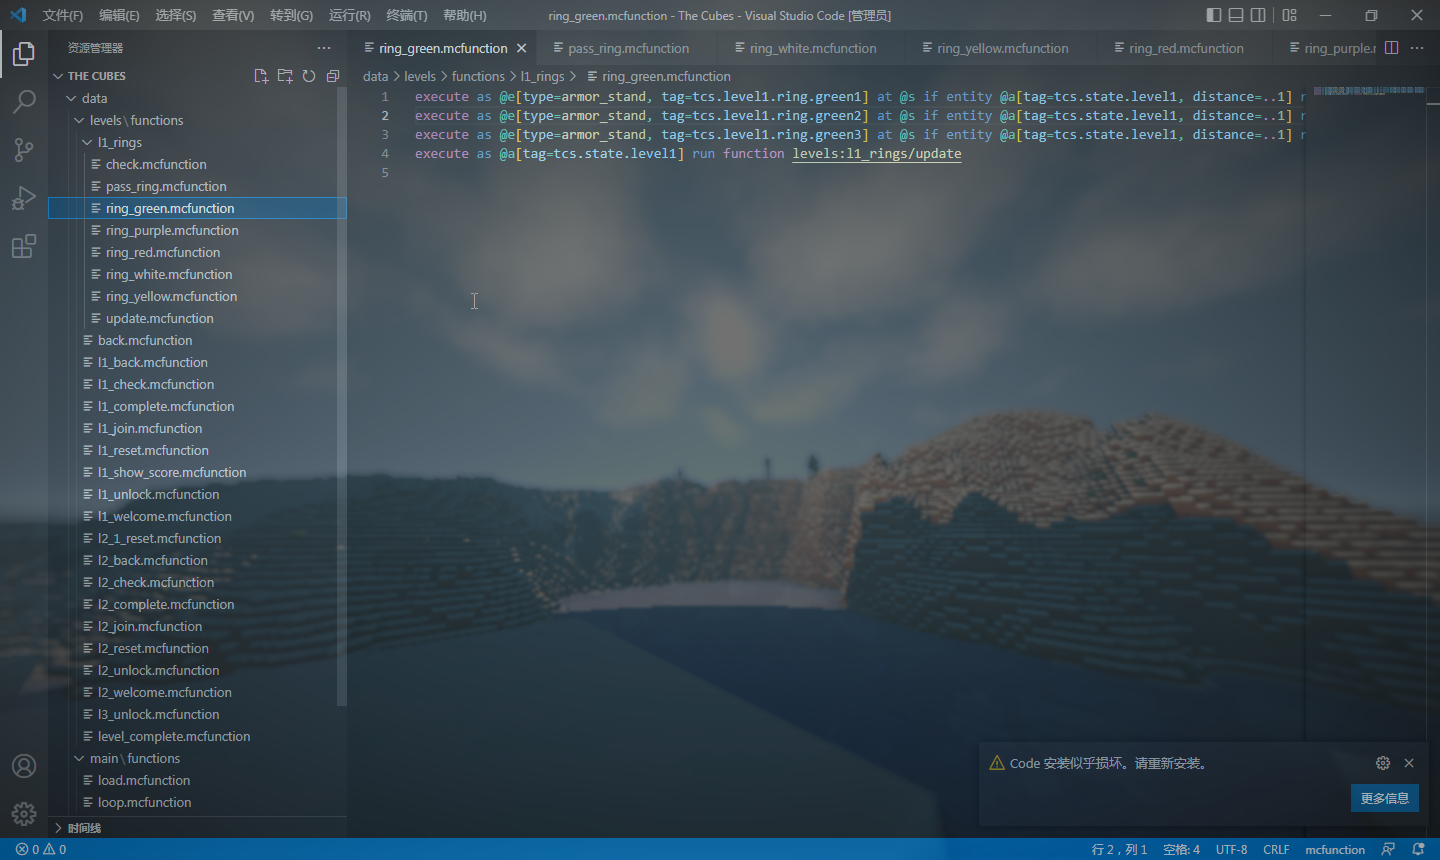 文件(F) 编辑(E) 选择(S) 查看(V) 转到(G) 运行(R) 终端(T) 帮助(H) ring_green.mcfunction - The Cubes - Visual Studio Code [管理员]
资源管理器
THE CUBES
data
levels\functions
l1_rings
check.mcfunction
pass_ring.mcfunction
ring_green.mcfunction
ring_purple.mcfunction
ring_red.mcfunction
ring_white.mcfunction
ring_yellow.mcfunction
update.mcfunction
back.mcfunction
l1_back.mcfunction
l1_check.mcfunction
l1_complete.mcfunction
l1_join.mcfunction
l1_reset.mcfunction
l1_show_score.mcfunction
l1_unlock.mcfunction
l1_welcome.mcfunction
l2_1_reset.mcfunction
l2_back.mcfunction
l2_check.mcfunction
l2_complete.mcfunction
l2_join.mcfunction
l2_reset.mcfunction
l2_unlock.mcfunction
l2_welcome.mcfunction
l3_unlock.mcfunction
level_complete.mcfunction
main\functions
load.mcfunction
loop.mcfunction
时间线
ring_green.mcfunction pass_ring.mcfunction ring_white.mcfunction ring_yellow.mcfunction ring_red.mcfunction ring_purple.r
data > levels > functions > l1_rings > ring_green.mcfunction
1 execute as @e[type=armor_stand, tag=tcs.level1.ring.green1] at @s if entity @a[tag=tcs.state.level1, distance=..1] r
2 execute as @e[type=armor_stand, tag=tcs.level1.ring.green2] at @s if entity @a[tag=tcs.state.level1, distance=..1] r
3 execute as @e[type=armor_stand, tag=tcs.level1.ring.green3] at @s if entity @a[tag=tcs.state.level1, distance=..1] r
4 execute as @a[tag=tcs.state.level1] run function levels:l1_rings/update
5
Code 安装似乎损坏。请重新安装。
更多信息
0 0 行 2，列 1 空格: 4 UTF-8 CRLF mcfunction